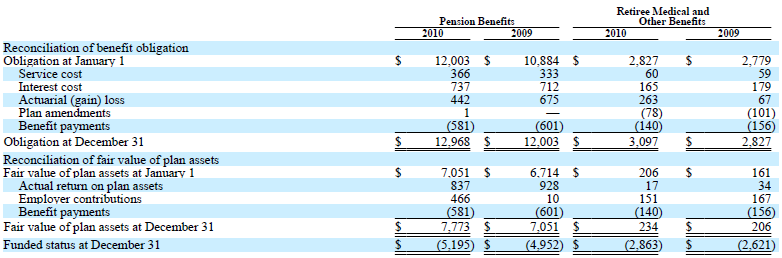 Retiree Medical and
Pension Benefits Other Benefits
2010 2009 2010 2009
Reconciliation of benefit obligation
Obligation at January 1 $ 12,003 $ 10,884 $ 2,827 $ 2,779
Service cost 366 333 60 59
Interest cost 737 712 165 179
Actuarial (gain) loss 442 675 263 67
Plan amendments 1 — (78) (101)
Benefit payments (581) (601) (140) (156)
Obligation at December 31 $ 12,968 $ 12,003 $ 3,097 $ 2,827
Reconciliation of fair value of plan assets
Fair value of plan assets at January 1 $ 7,051 $ 6,714 $ 206 $ 161
Actual return on plan assets 837 928 17 34
Employer contributions 466 10 151 167
Benefit payments (581) (601) (140) (156)
Fair value of plan assets at December 31 $ 7,773 $ 7,051 $ 234 $ 206
Funded status at December 31 $ (5,195) $ (4,952) $ (2,863) $ (2,621)